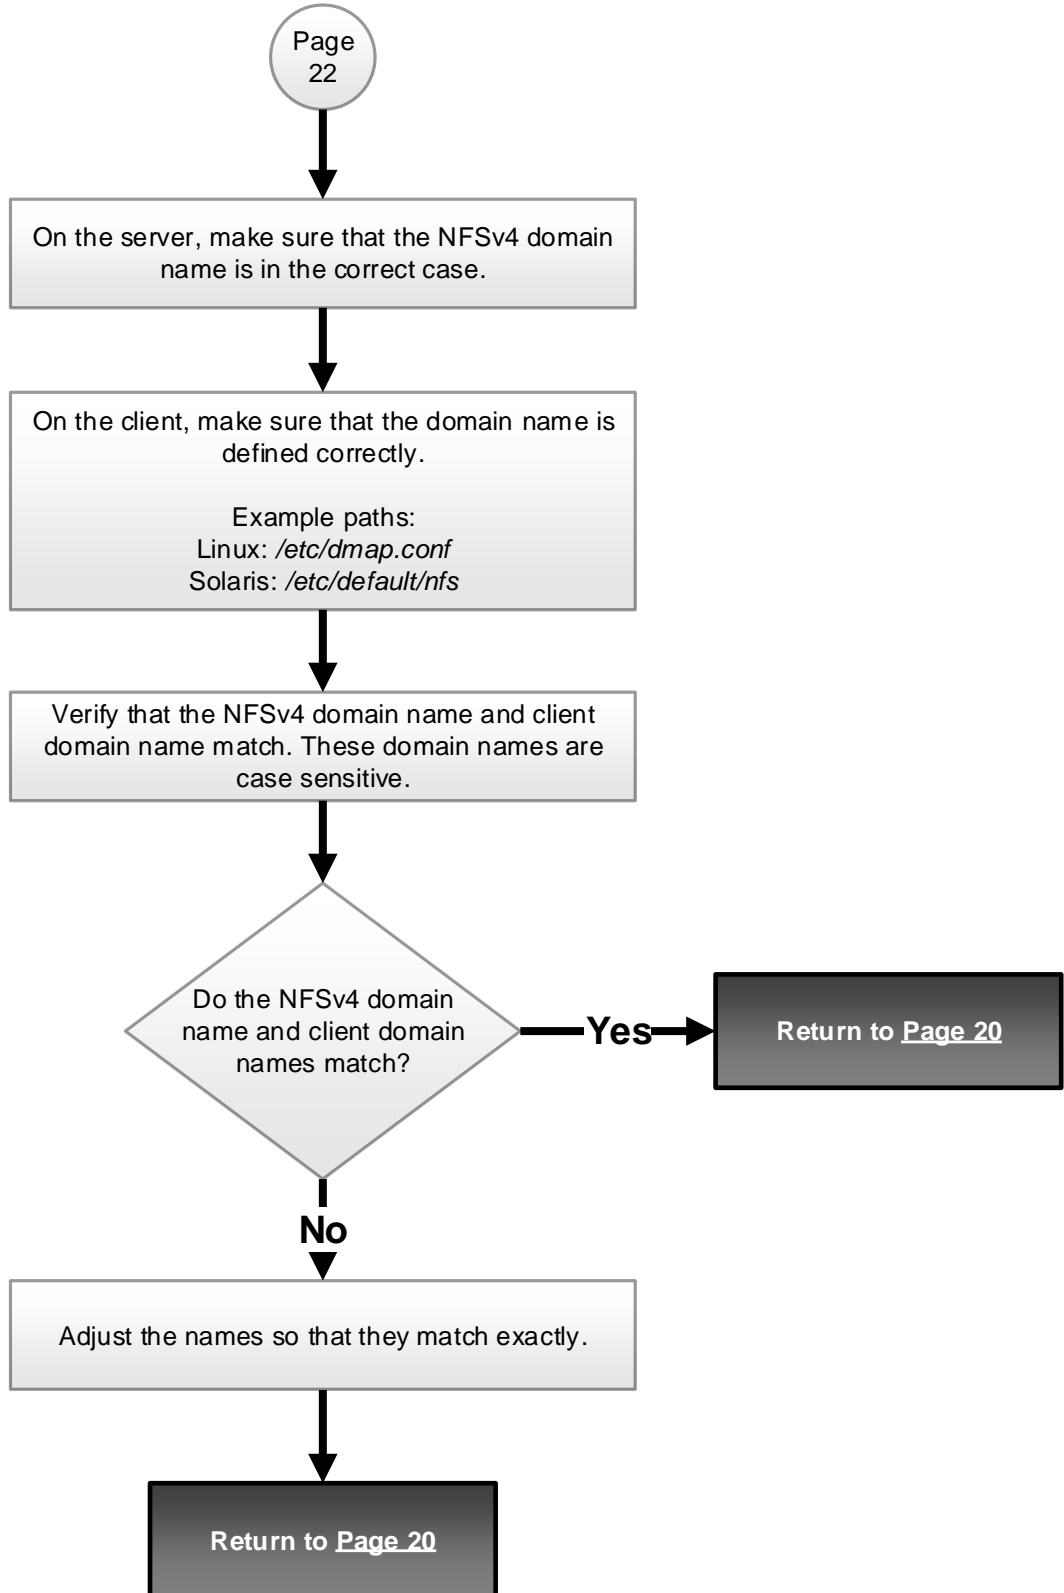 Page
22
On the server, make sure that the NFSv4 domain
name is in the correct case.
On the client, make sure that the domain name is
defined correctly.
Example paths:
Linux: /etc/dmap.conf
Solaris: /etc/default/nfs
Verify that the NFSv4 domain name and client
domain name match. These domain names are
case sensitive.
Do the NFSv4 domain
name and client domain
names match?
Yes
Return to Page 20
No
Adjust the names so that they match exactly.
Return to Page 20